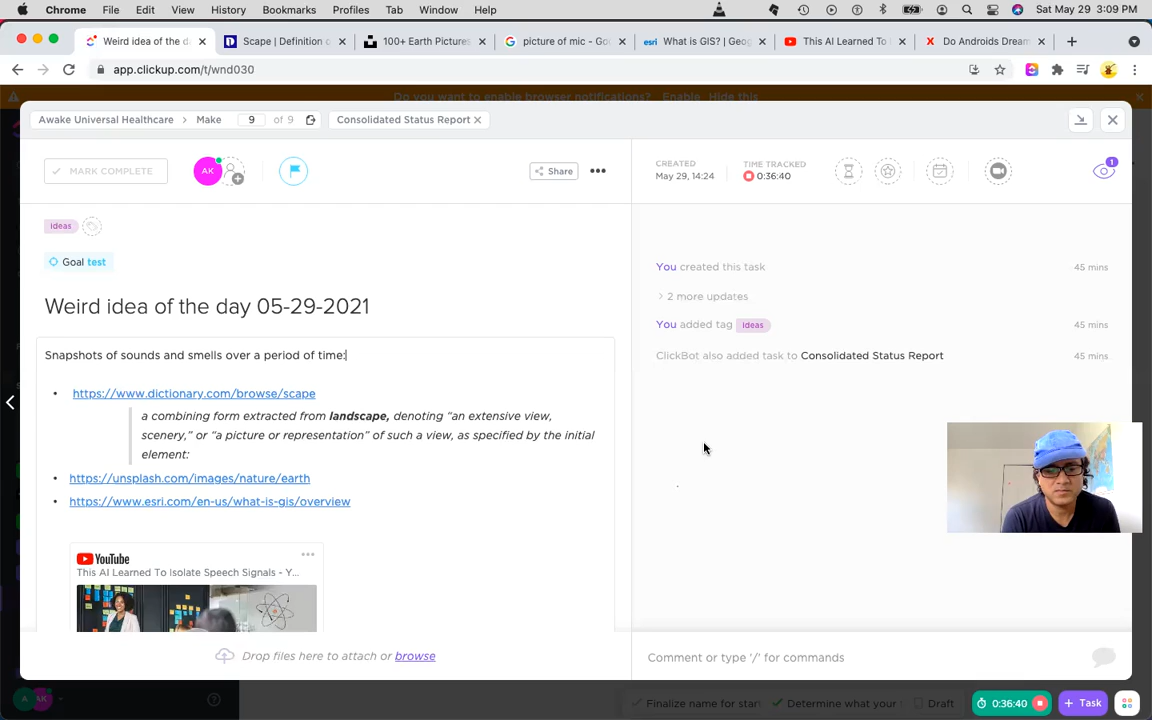 Chrome File Edit View History Bookmarks Profiles Tab Window Help Sat May 29 3:09 PM
Weird idea of the d Scape | Definition o 100+ Earth Pictures picture of mic - Go esri What is GIS? | Geog This AI Learned To I Do Androids Dream
app.clickup.com/t/wnd030
Do you want to enable browser notifications? Enable Hide this
Awake Universal Healthcare > Make 9 of 9 Consolidated Status Report
MARK COMPLETE AK Share
CREATED
May 29, 14:24
TIME TRACKED
0:36:40
1
ideas
Goal test
Weird idea of the day 05-29-2021
Snapshots of sounds and smells over a period of time:
• https://www.dictionary.com/browse/scape
a combining form extracted from landscape, denoting “an extensive view,
scenery,” or “a picture or representation” of such a view, as specified by the initial
element:
• https://unsplash.com/images/nature/earth
• https://www.esri.com/en-us/what-is-gis/overview
YouTube
This AI Learned To Isolate Speech Signals - Y...
Drop files here to attach or browse
You created this task 45 mins
> 2 more updates
You added tag ideas 45 mins
ClickBot also added task to Consolidated Status Report 45 mins
Comment or type '/' for commands
A AK
Finalize name for star Determine what your Draft 0:36:40 + Task